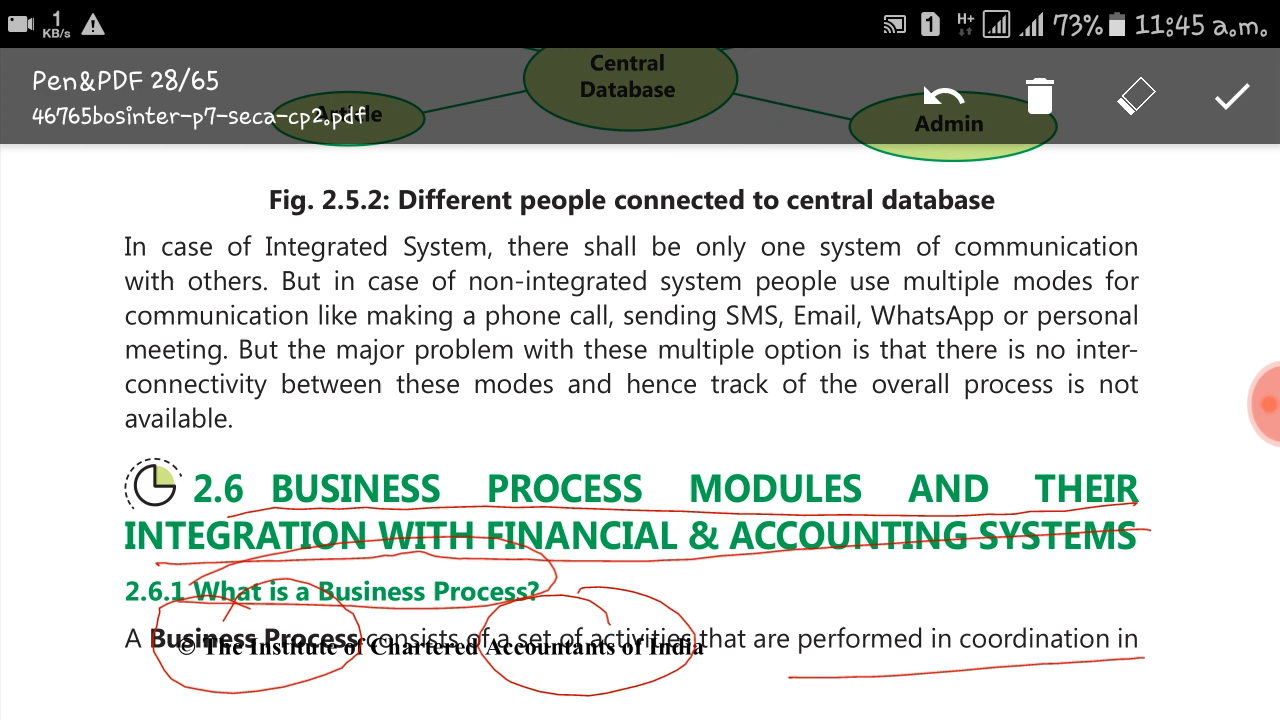 1
KB/s
1
H+
73%
11:45 a.m.
Pen&PDF 28/65
46765bosinter-p7-seca-cp2.pdf
Central
Database
Article
Admin
Fig. 2.5.2: Different people connected to central database
In case of Integrated System, there shall be only one system of communication
with others. But in case of non-integrated system people use multiple modes for
communication like making a phone call, sending SMS, Email, WhatsApp or personal
meeting. But the major problem with these multiple option is that there is no inter-
connectivity between these modes and hence track of the overall process is not
available.
2.6 BUSINESS PROCESS MODULES AND THEIR
INTEGRATION WITH FINANCIAL & ACCOUNTING SYSTEMS
2.6.1 What is a Business Process?
A Business Process consists of a set of activities that are performed in coordination in
© The Institute of Chartered Accountants of India